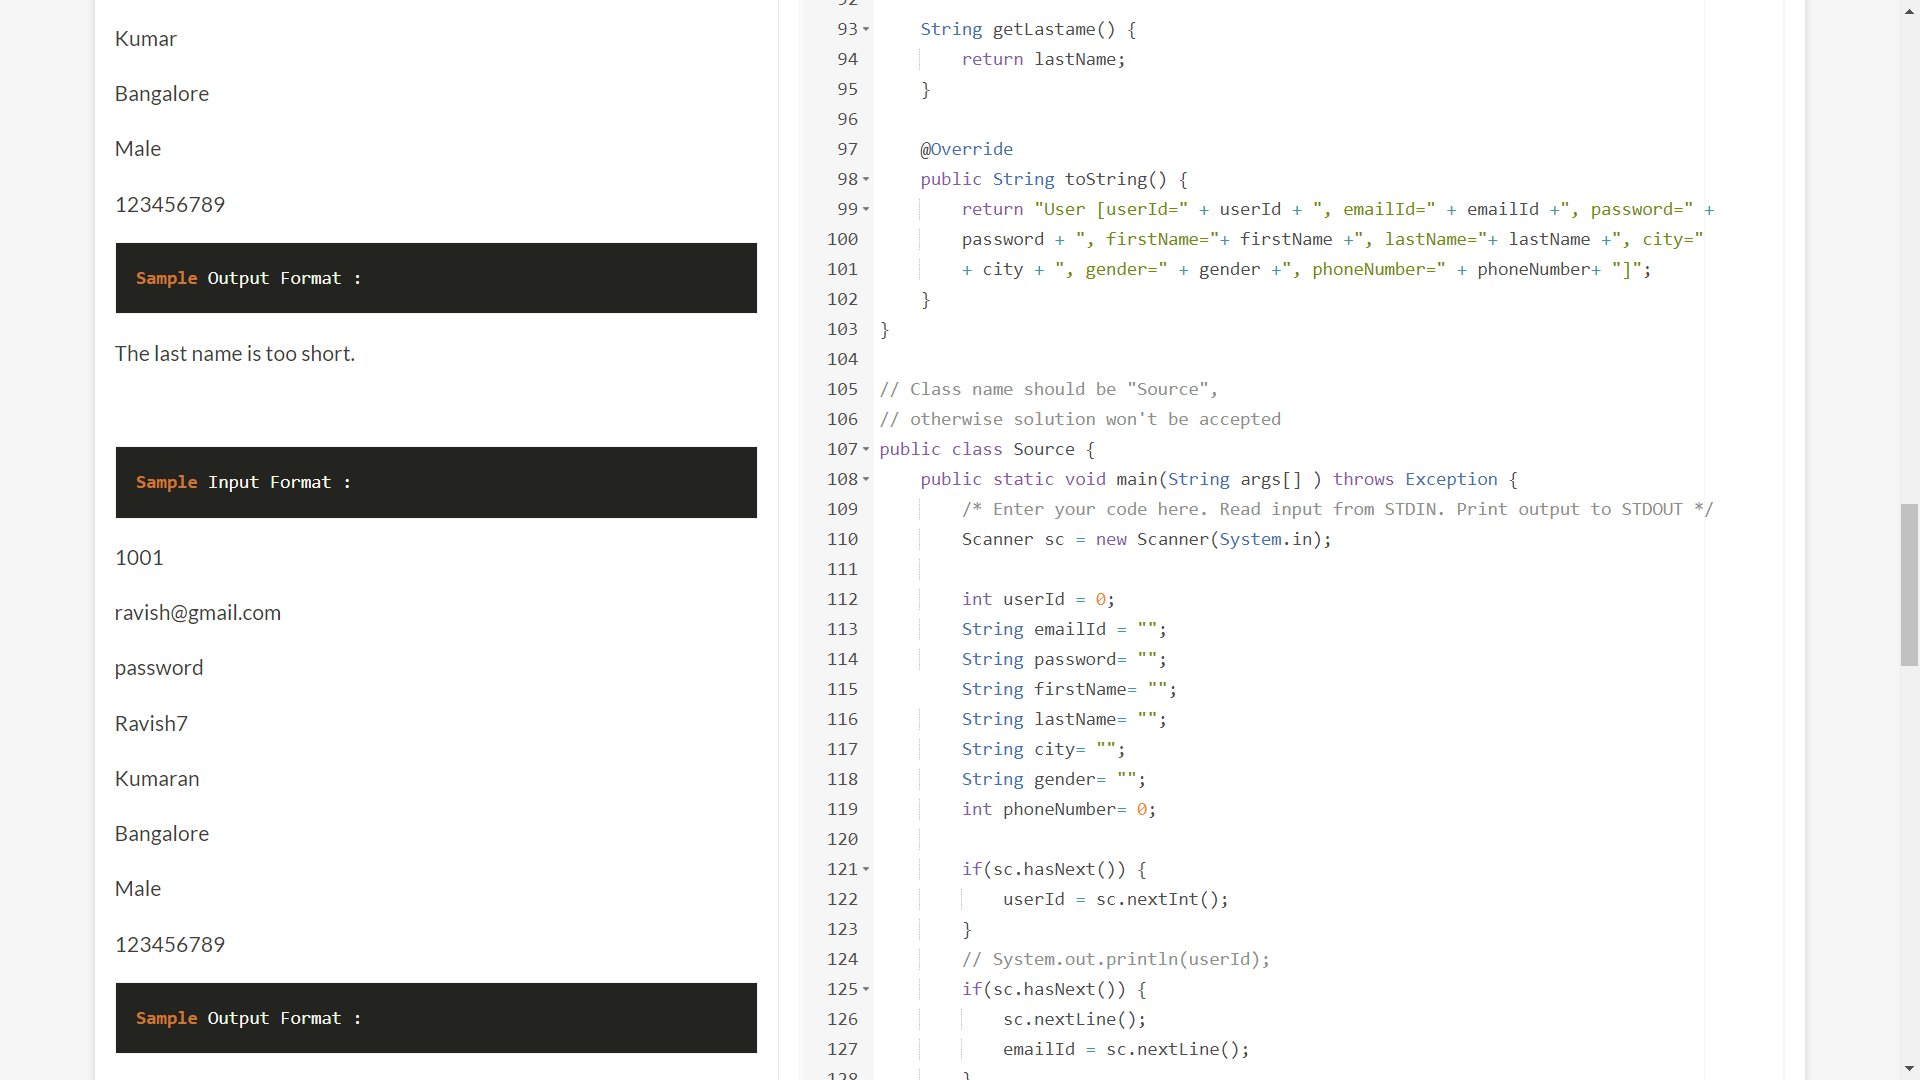 Kumar
Bangalore
Male
123456789
Sample Output Format :
The last name is too short.
Sample Input Format :
1001
ravish@gmail.com
password
Ravish7
Kumaran
Bangalore
Male
123456789
Sample Output Format :
92
93 String getLastame() {
94 return lastName;
95 }
96
97 @Override
98 public String toString() {
99 return "User [userId=" + userId + ", emailId=" + emailId +", password=" +
100 password + ", firstName="+ firstName +", lastName="+ lastName +", city="
101 + city + ", gender=" + gender +", phoneNumber=" + phoneNumber+ "]";
102 }
103 }
104
105 // Class name should be "Source",
106 // otherwise solution won't be accepted
107 public class Source {
108 public static void main(String args[] ) throws Exception {
109 /* Enter your code here. Read input from STDIN. Print output to STDOUT */
110 Scanner sc = new Scanner(System.in);
111
112 int userId = 0;
113 String emailId = "";
114 String password= "";
115 String firstName= "";
116 String lastName= "";
117 String city= "";
118 String gender= "";
119 int phoneNumber= 0;
120
121 if(sc.hasNext()) {
122 userId = sc.nextInt();
123 }
124 // System.out.println(userId);
125 if(sc.hasNext()) {
126 sc.nextLine();
127 emailId = sc.nextLine();
128 }